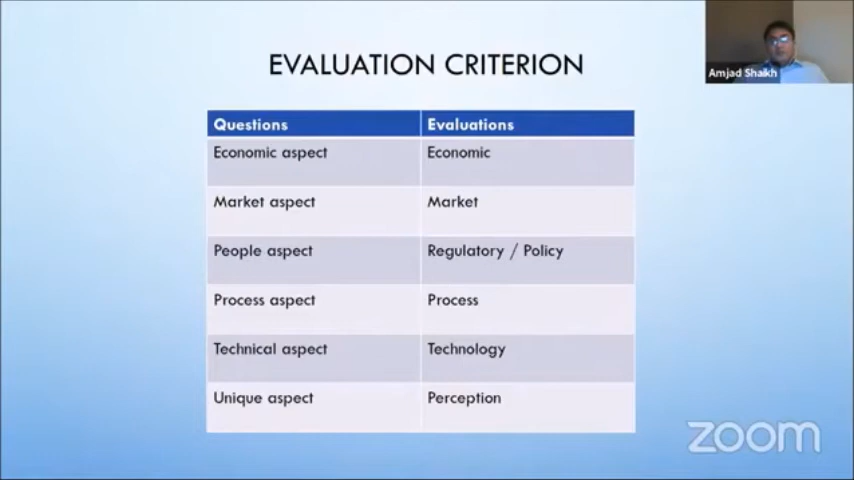 EVALUATION CRITERION
Amjad Shaikh
Questions Evaluations
Economic aspect Economic
Market aspect Market
People aspect Regulatory / Policy
Process aspect Process
Technical aspect Technology
Unique aspect Perception
zoom